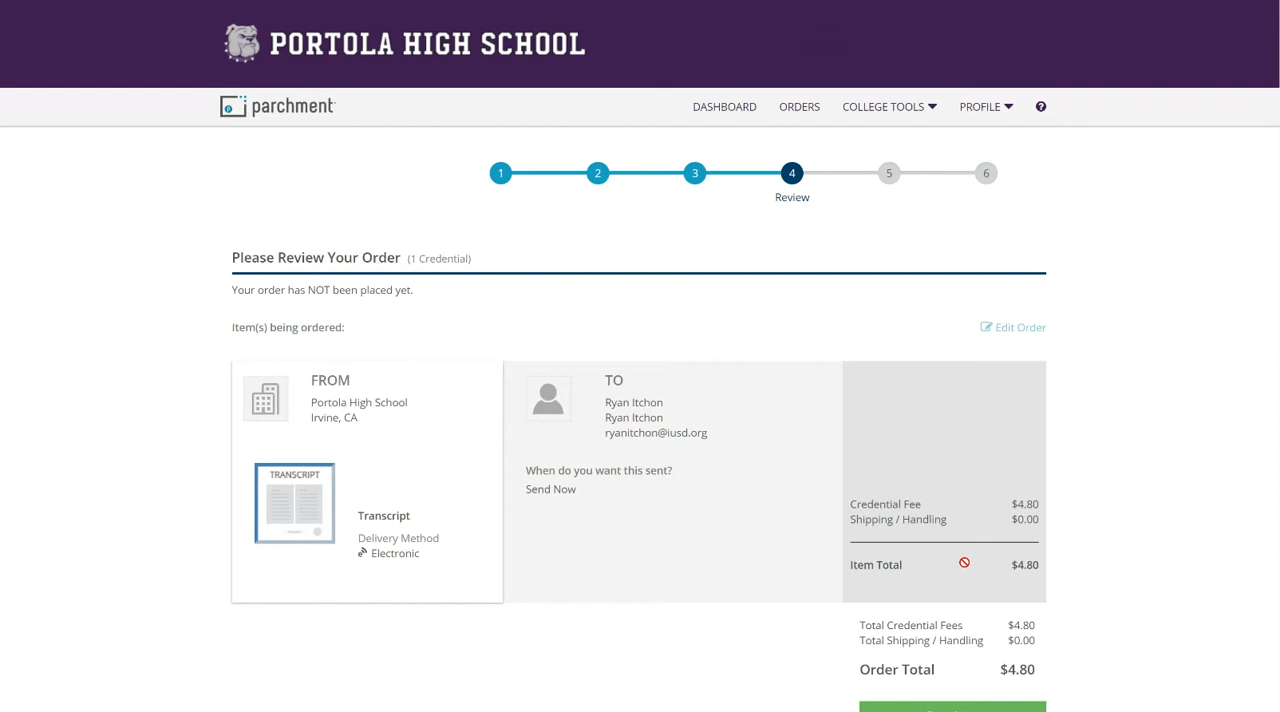 PORTOLA HIGH SCHOOL
parchment
DASHBOARD ORDERS COLLEGE TOOLS PROFILE ?
1 2 3 4 5 6
Review
Please Review Your Order (1 Credential)
Your order has NOT been placed yet.
Item(s) being ordered:
Edit Order
FROM
Portola High School
Irvine, CA
TRANSCRIPT
Transcript
Delivery Method
Electronic
TO
Ryan Itchon
Ryan Itchon
ryanitchon@iusd.org
When do you want this sent?
Send Now
Credential Fee $4.80
Shipping / Handling $0.00
Item Total $4.80
Total Credential Fees $4.80
Total Shipping / Handling $0.00
Order Total $4.80